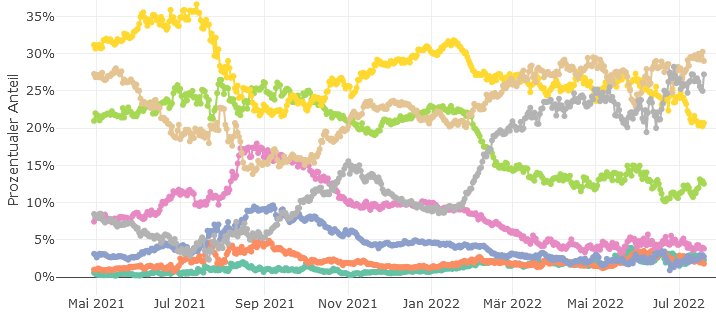 35%
30%
25%
20%
15%
10%
5%
0%
Prozentualer Anteil
Mai 2021
Jul 2021
Sep 2021
Nov 2021
Jan 2022
Mär 2022
Mai 2022
Jul 2022